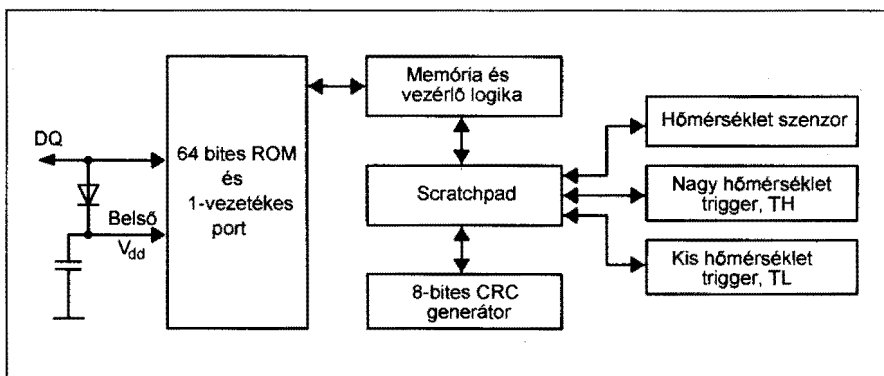 DQ
Belső
Vdd
64 bites ROM
és
1-vezetékes
port
Memória és
vezérlő logika
Scratchpad
8-bites CRC
generátor
Hőmérséklet szenzor
Nagy hőmérséklet
trigger, TH
Kis hőmérséklet
trigger, TL